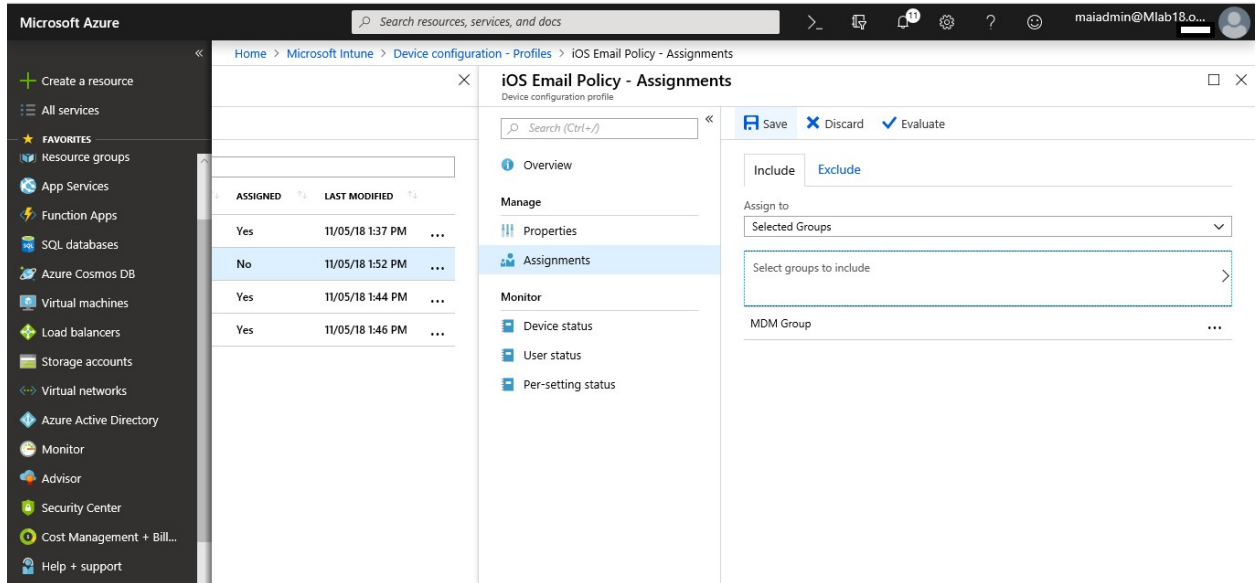 Microsoft Azure
Search resources, services, and docs
11
maiadmin@Mlab18.o...
Home > Microsoft Intune > Device configuration - Profiles > iOS Email Policy - Assignments
Create a resource
All services
FAVORITES
Resource groups
App Services
Function Apps
SQL databases
Azure Cosmos DB
Virtual machines
Load balancers
Storage accounts
Virtual networks
Azure Active Directory
Monitor
Advisor
Security Center
Cost Management + Bill...
Help + support
ASSIGNED LAST MODIFIED
Yes 11/05/18 1:37 PM ...
No 11/05/18 1:52 PM ...
Yes 11/05/18 1:44 PM ...
Yes 11/05/18 1:46 PM ...
iOS Email Policy - Assignments
Device configuration profile
Search (Ctrl+/)
Overview
Manage
Properties
Assignments
Monitor
Device status
User status
Per-setting status
Save Discard Evaluate
Include Exclude
Assign to
Selected Groups
Select groups to include
MDM Group ...